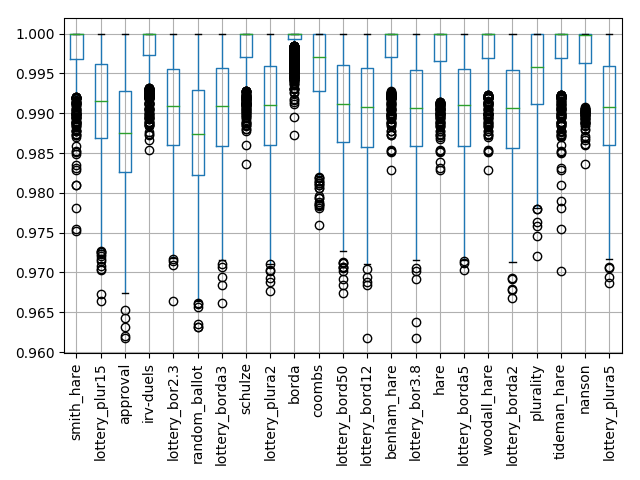 1.000
0.995
0.990
0.985
0.980
0.975
0.970
0.965
0.960
smith_hare
lottery_plur15
approval
irv-duels
lottery_bor2.3
random_ballot
lottery_borda3
schulze
lottery_plura2
borda
coombs
lottery_bord50
lottery_bord12
benham_hare
lottery_bor3.8
hare
lottery_borda5
woodall_hare
lottery_borda2
plurality
tideman_hare
nanson
lottery_plura5